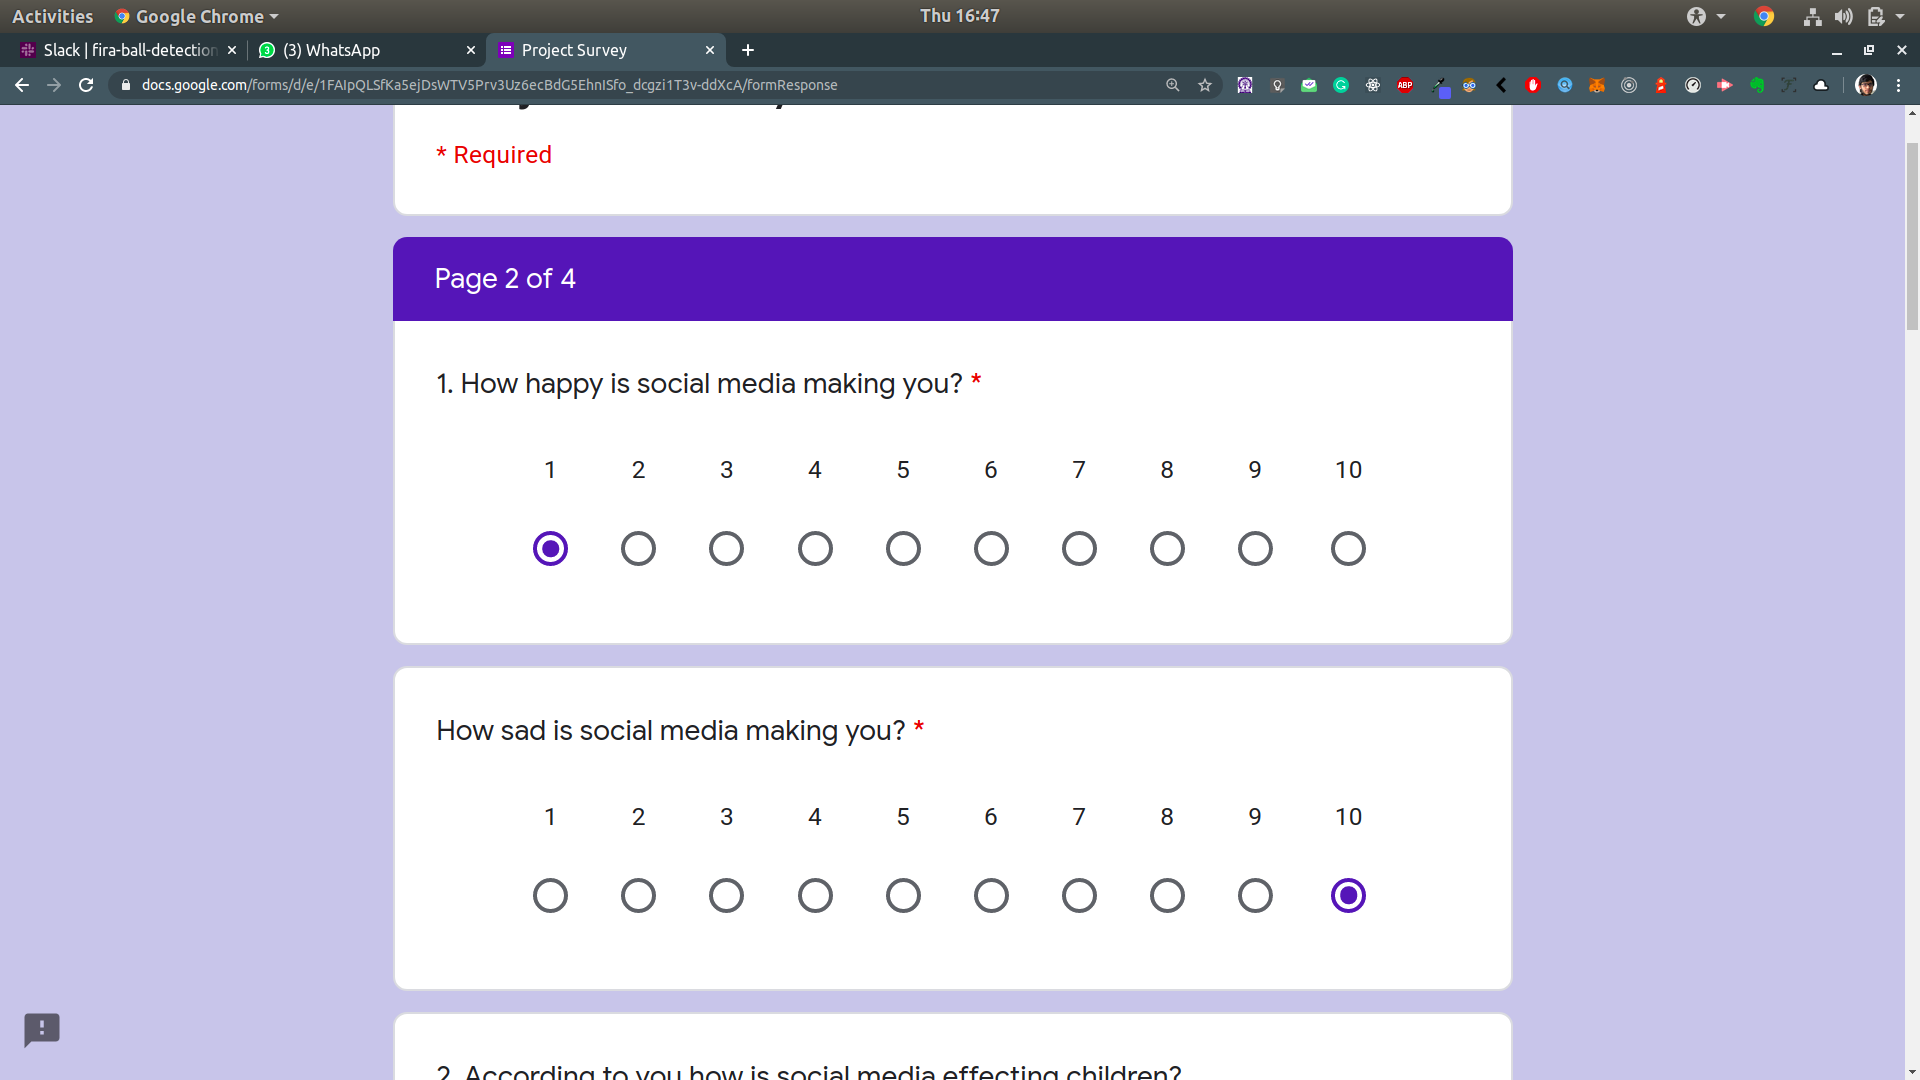 Activities
Google Chrome
Thu 16:47
Slack | fira-ball-detection
(3) WhatsApp
Project Survey
docs.google.com/forms/d/e/1FAIpQLSfKa5ejDsWTV5Prv3Uz6ecBdG5EhnISfo_dcgzi1T3v-ddXcA/formResponse
ABP
* Required
Page 2 of 4
1. How happy is social media making you? *
1 2 3 4 5 6 7 8 9 10
How sad is social media making you? *
1 2 3 4 5 6 7 8 9 10
2. According to you how is social media effecting children?